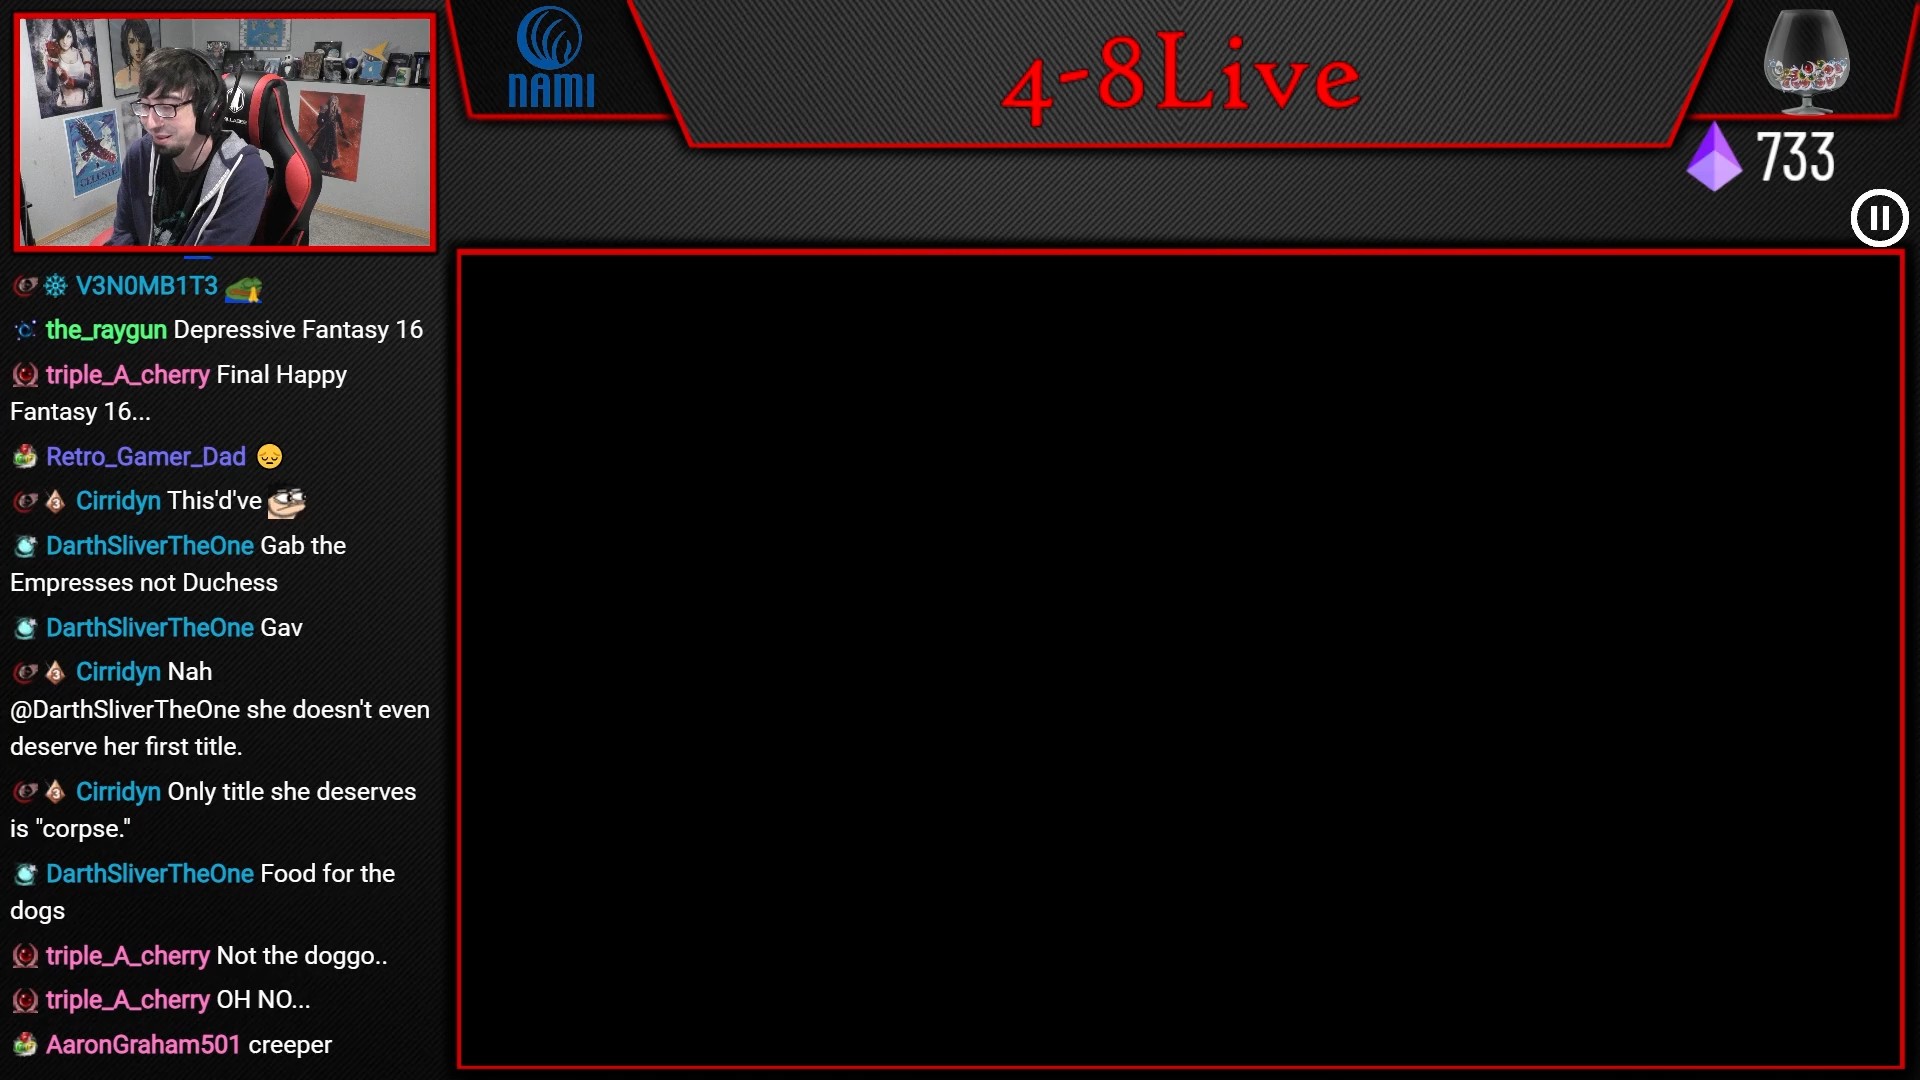 NAMI
4-8Live
733
CELESTE
V3N0MB1T3
the_raygun Depressive Fantasy 16
triple_A_cherry Final Happy
Fantasy 16...
Retro_Gamer_Dad
Cirridyn This'd've
DarthSliverTheOne Gab the
Empresses not Duchess
DarthSliverTheOne Gav
Cirridyn Nah
@DarthSliverTheOne she doesn't even
deserve her first title.
Cirridyn Only title she deserves
is "corpse."
DarthSliverTheOne Food for the
dogs
triple_A_cherry Not the doggo..
triple_A_cherry OH NO...
AaronGraham501 creeper